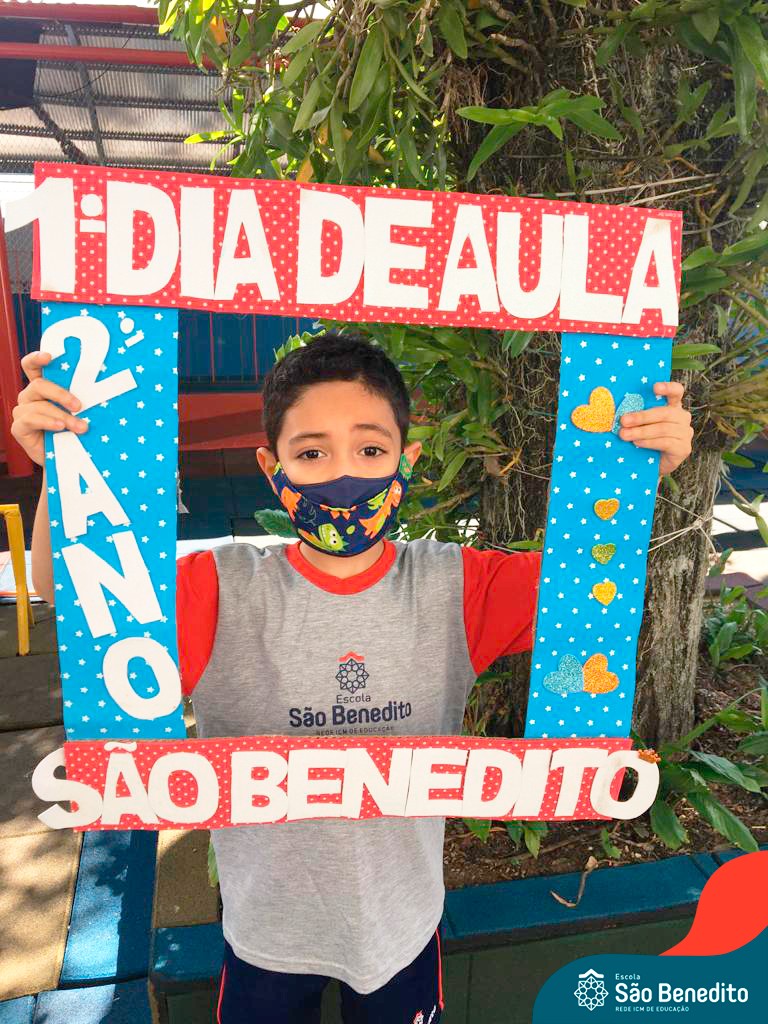 1º DIA DE AULA
2º ANO
Escola
São Benedito
REDE ICM DE EDUCAÇÃO
SÃO BENEDITO
Escola
São Benedito
REDE ICM DE EDUCAÇÃO